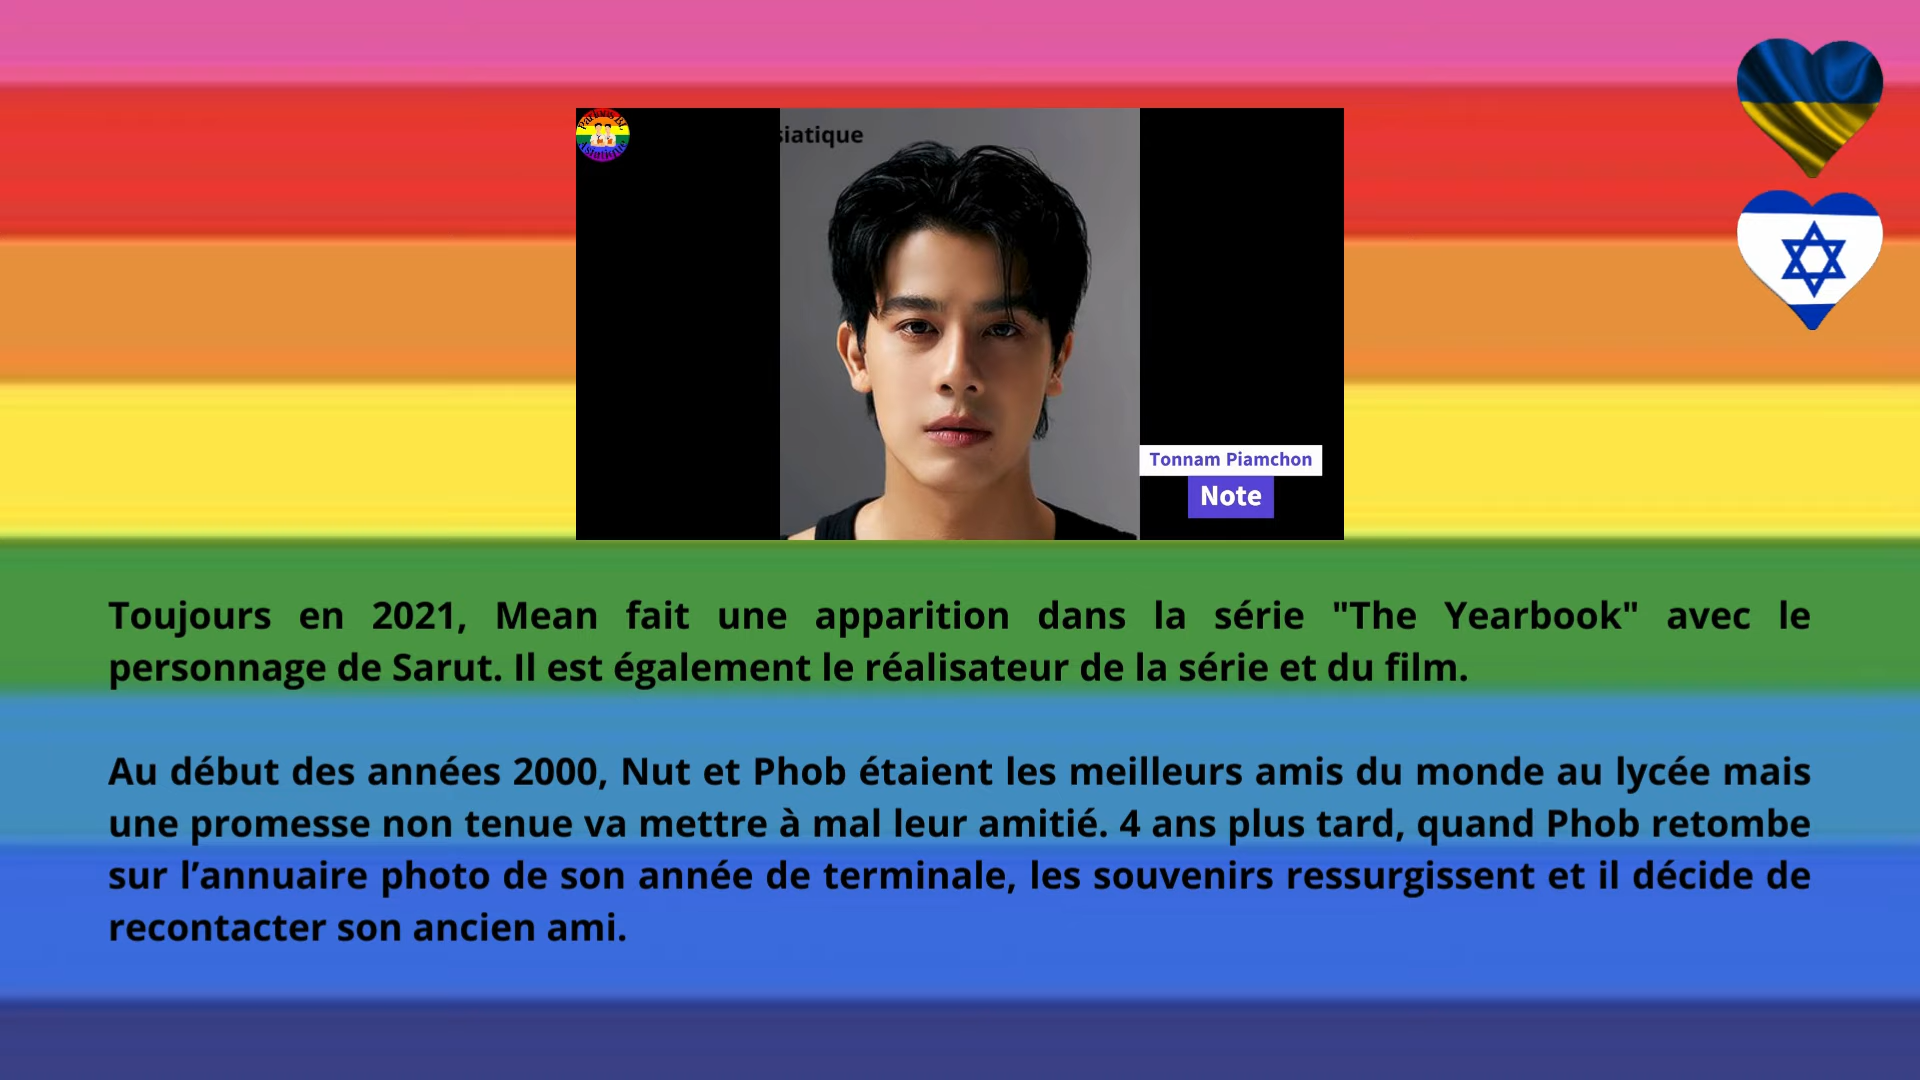 siatique
Tonnam Piamchon
Note
Toujours en 2021, Mean fait une apparition dans la série "The Yearbook" avec le
personnage de Sarut. Il est également le réalisateur de la série et du film.
Au début des années 2000, Nut et Phob étaient les meilleurs amis du monde au lycée mais
une promesse non tenue va mettre à mal leur amitié. 4 ans plus tard, quand Phob retombe
sur l’annuaire photo de son année de terminale, les souvenirs ressurgissent et il décide de
recontacter son ancien ami.